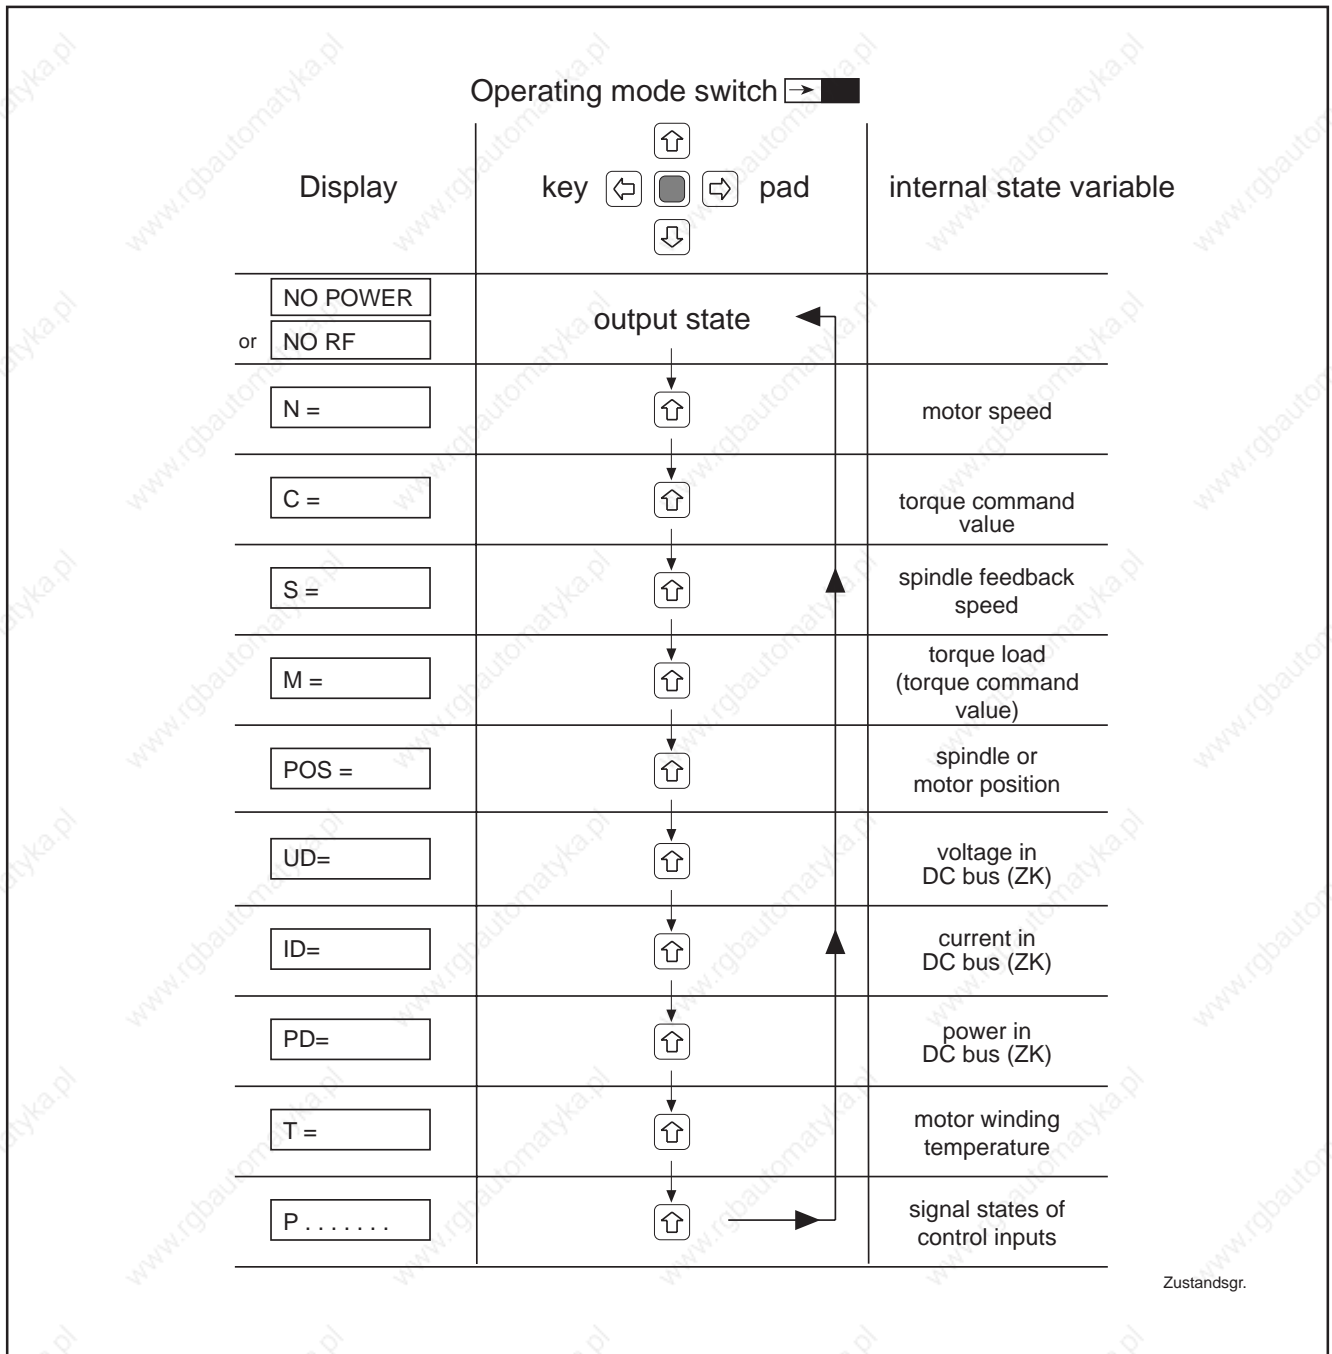 Operating mode switch
Display
key
pad
internal state variable
NO POWER
or
NO RF
output state
N =
motor speed
C =
torque command
value
S =
spindle feedback
speed
M =
torque load
(torque command
value)
POS =
spindle or
motor position
UD=
voltage in
DC bus (ZK)
ID=
current in
DC bus (ZK)
PD=
power in
DC bus (ZK)
T =
motor winding
temperature
P . . . . . . .
signal states of
control inputs
Zustandsgr.
www.rgbautomatyka.pl